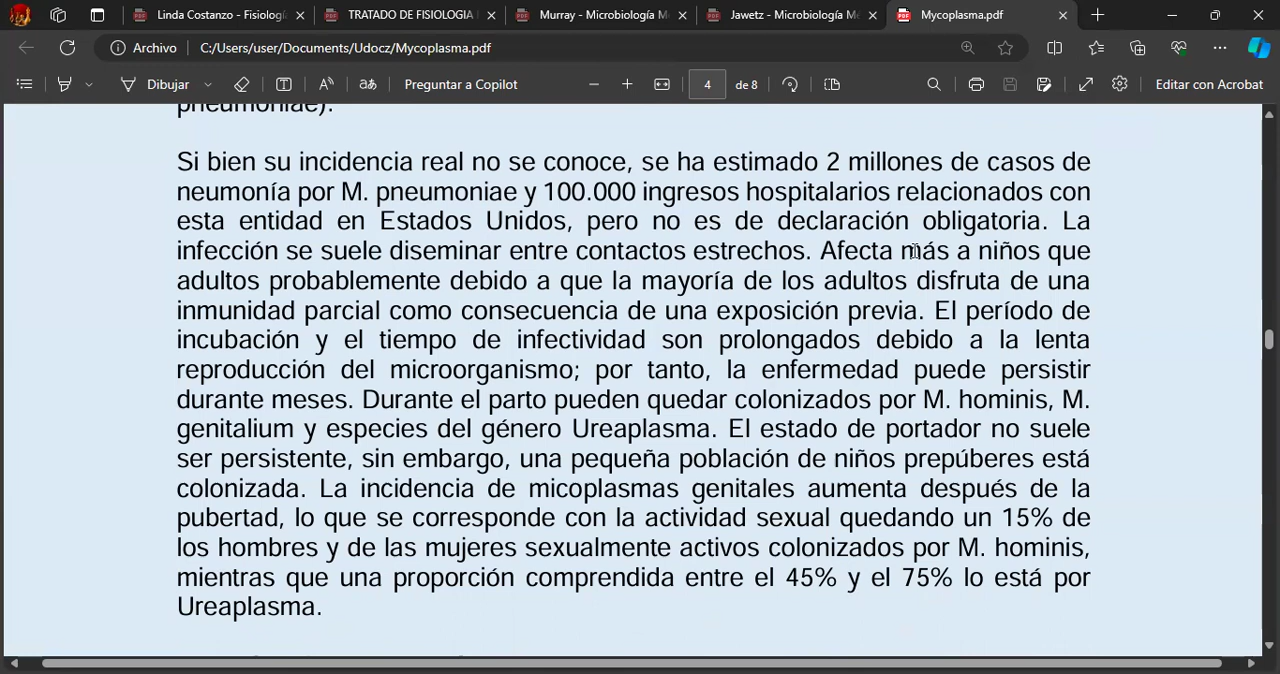 Linda Costanzo - Fisiologí
TRATADO DE FISIOLOGIA
Murray - Microbiología M
Jawetz - Microbiología Mé
Mycoplasma.pdf
Archivo C:/Users/user/Documents/Udocz/Mycoplasma.pdf
Dibujar aあ Preguntar a Copilot 4 de 8 Editar con Acrobat
pneumoniae).
Si bien su incidencia real no se conoce, se ha estimado 2 millones de casos de
neumonía por M. pneumoniae y 100.000 ingresos hospitalarios relacionados con
esta entidad en Estados Unidos, pero no es de declaración obligatoria. La
infección se suele diseminar entre contactos estrechos. Afecta más a niños que
adultos probablemente debido a que la mayoría de los adultos disfruta de una
inmunidad parcial como consecuencia de una exposición previa. El período de
incubación y el tiempo de infectividad son prolongados debido a la lenta
reproducción del microorganismo; por tanto, la enfermedad puede persistir
durante meses. Durante el parto pueden quedar colonizados por M. hominis, M.
genitalium y especies del género Ureaplasma. El estado de portador no suele
ser persistente, sin embargo, una pequeña población de niños prepúberes está
colonizada. La incidencia de micoplasmas genitales aumenta después de la
pubertad, lo que se corresponde con la actividad sexual quedando un 15% de
los hombres y de las mujeres sexualmente activos colonizados por M. hominis,
mientras que una proporción comprendida entre el 45% y el 75% lo está por
Ureaplasma.